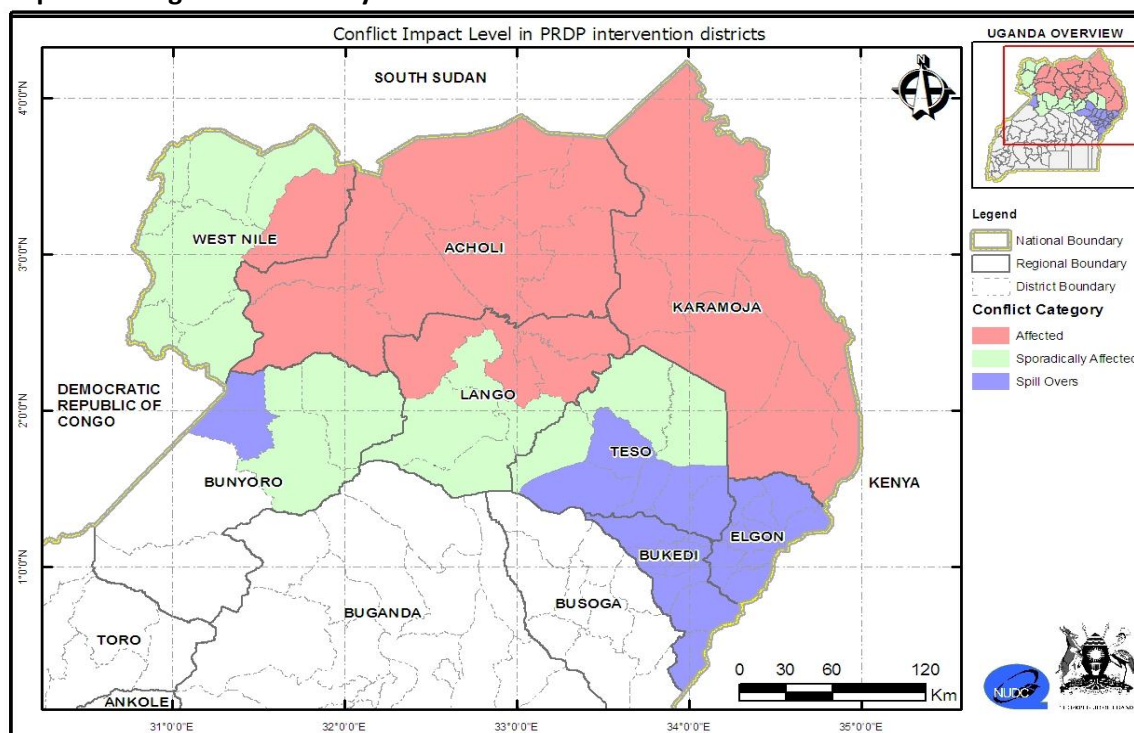 Conflict Impact Level in PRDP intervention districts
UGANDA OVERVIEW
SOUTH SUDAN
4°0'0"N
3°0'0"N
2°0'0"N
1°0'0"N
WEST NILE
ACHOLI
KARAMOJA
DEMOCRATIC
REPUBLIC OF
CONGO
LANGO
TESO
BUNYORO
KENYA
ELGON
BUKEDI
BUGANDA
BUSOGA
TORO
ANKOLE
0 30 60 120
Km
31°0'0"E 32°0'0"E 33°0'0"E 34°0'0"E 35°0'0"E
Legend
National Boundary
Regional Boundary
District Boundary
Conflict Category
Affected
Sporadically Affected
Spill Overs
NUDC